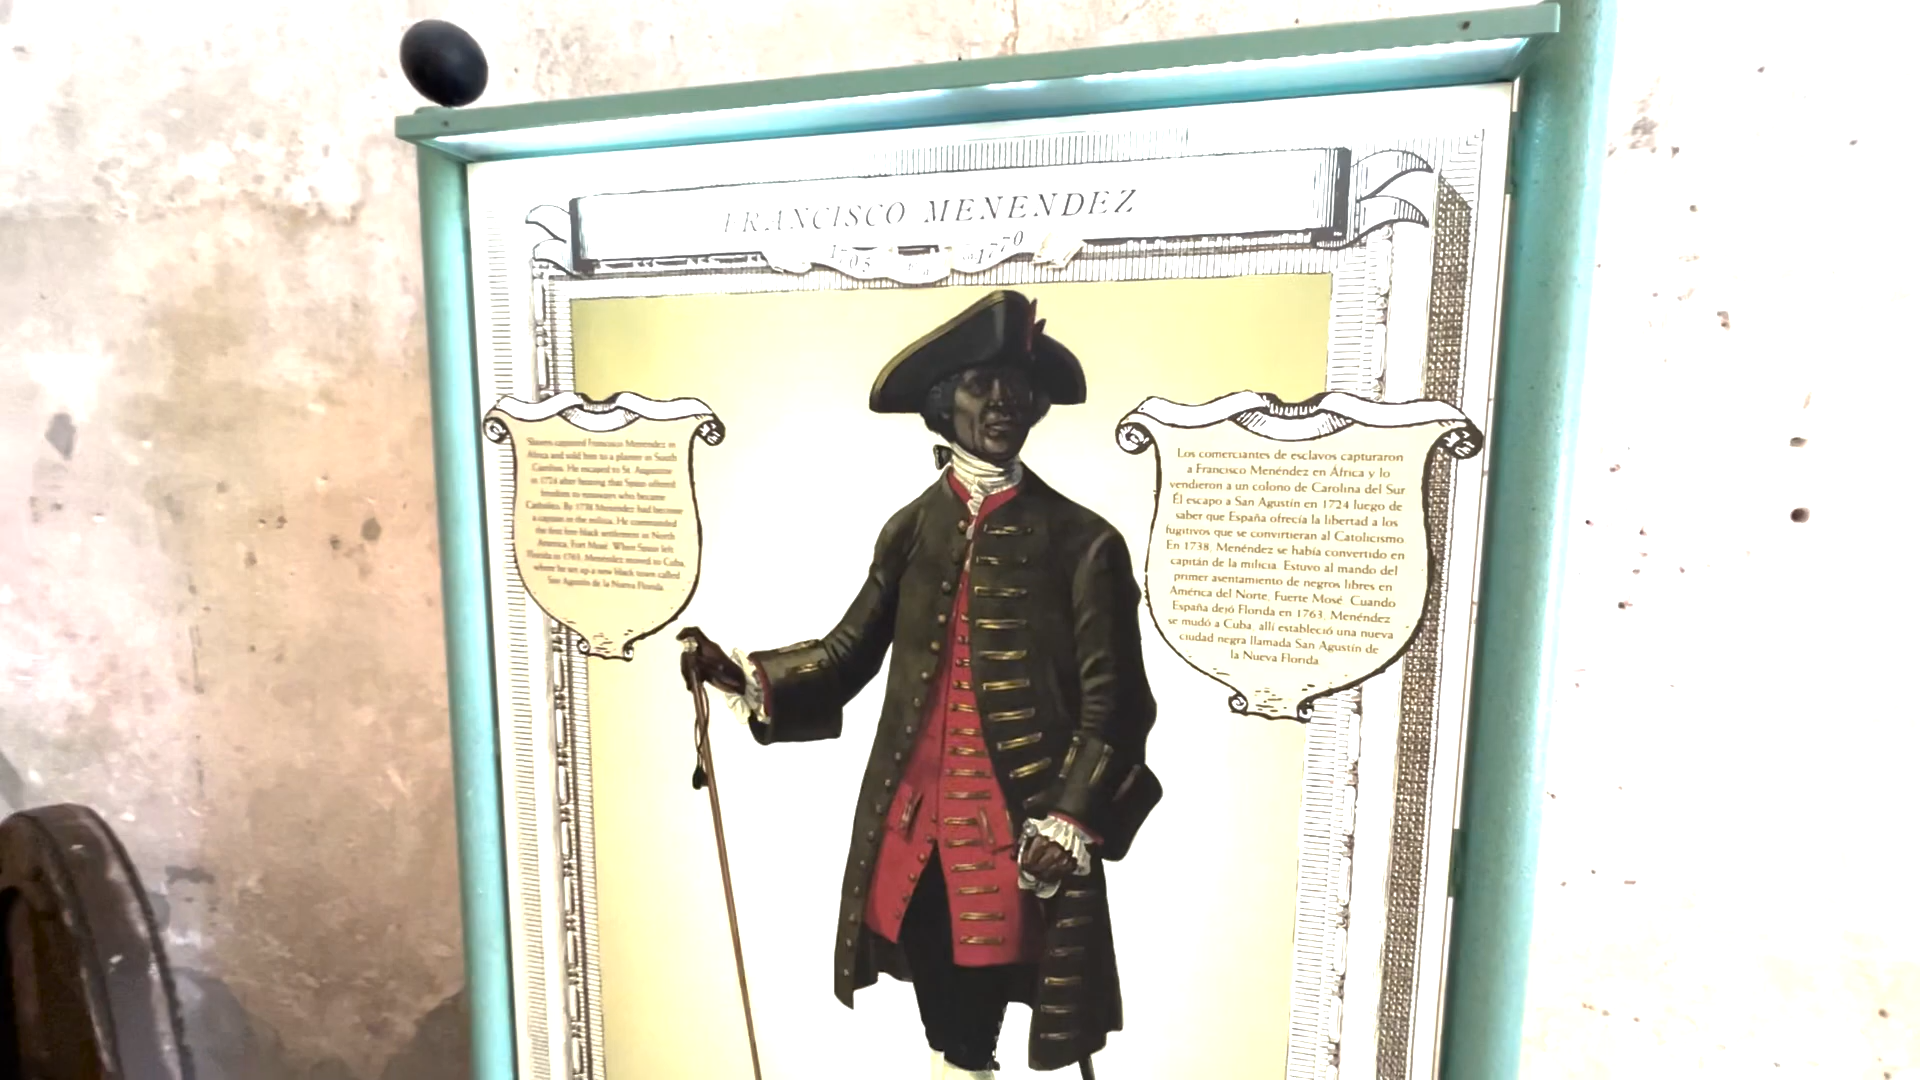 FRANCISCO MENENDEZ
1705 1770
Slavers captured Francisco Menendez in
Africa and sold him to a planter in South
Carolina. He escaped to St. Augustine
in 1724 after hearing that Spain offered
freedom to runaways who became
Catholics. By 1738 Menendez had become
a captain in the militia. He commanded
the first free black settlement in North
America, Fort Mosé. When Spain left
Florida in 1763, Menendez moved to Cuba,
where he set up a new black town called
San Agustín de la Nueva Florida
Los comerciantes de esclavos capturaron
a Francisco Menéndez en África y lo
vendieron a un colono de Carolina del Sur
Él escapo a San Agustín en 1724 luego de
saber que España ofrecía la libertad a los
fugitivos que se convirtieran al Catolicismo
En 1738, Menéndez se había convertido en
capitán de la milicia. Estuvo al mando del
primer asentamiento de negros libres en
América del Norte, Fuerte Mosé. Cuando
España dejó Florida en 1763, Menéndez
se mudó a Cuba, allí estableció una nueva
ciudad negra llamada San Agustín de
la Nueva Florida